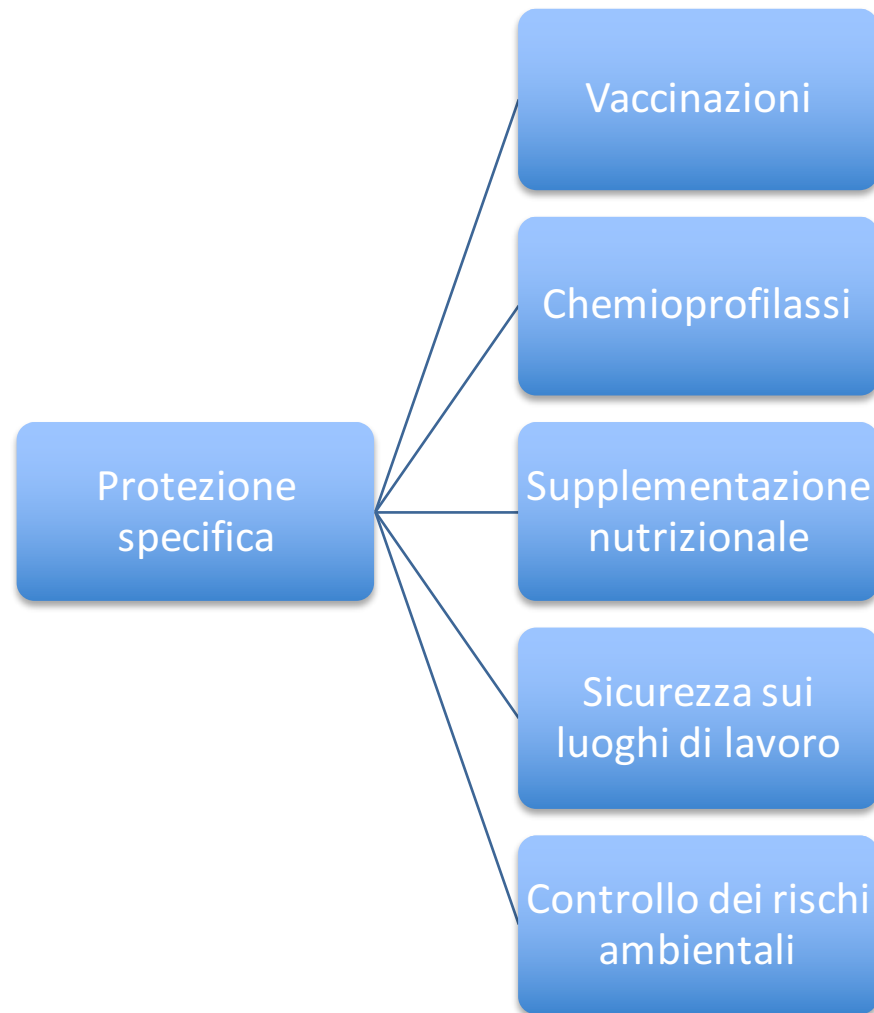 Vaccinazioni
Chemioprofilassi
Protezione
specifica
Supplementazione
nutrizionale
Sicurezza sui
luoghi di lavoro
Controllo dei rischi
ambientali